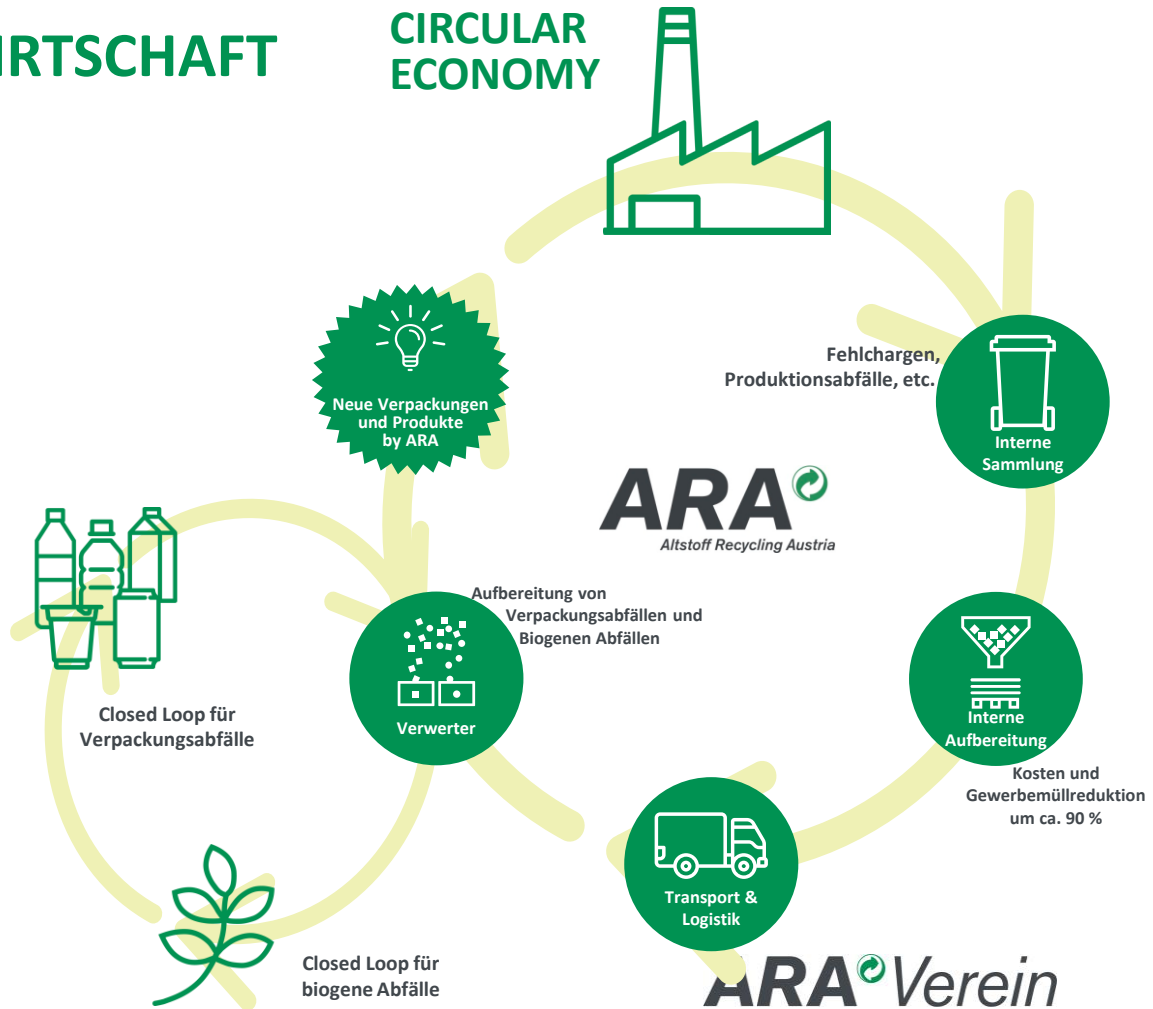 IRTSCHAFT
CIRCULAR
ECONOMY
Neue Verpackungen
und Produkte
by ARA
Fehlchargen,
Produktionsabfälle, etc.
Interne
Sammlung
ARA
Altstoff Recycling Austria
Aufbereitung von
Verpackungsabfällen und
Biogenen Abfällen
Verwerter
Closed Loop für
Verpackungsabfälle
Interne
Aufbereitung
Kosten und
Gewerbemüllreduktion
um ca. 90 %
Transport &
Logistik
Closed Loop für
biogene Abfälle
ARA Verein